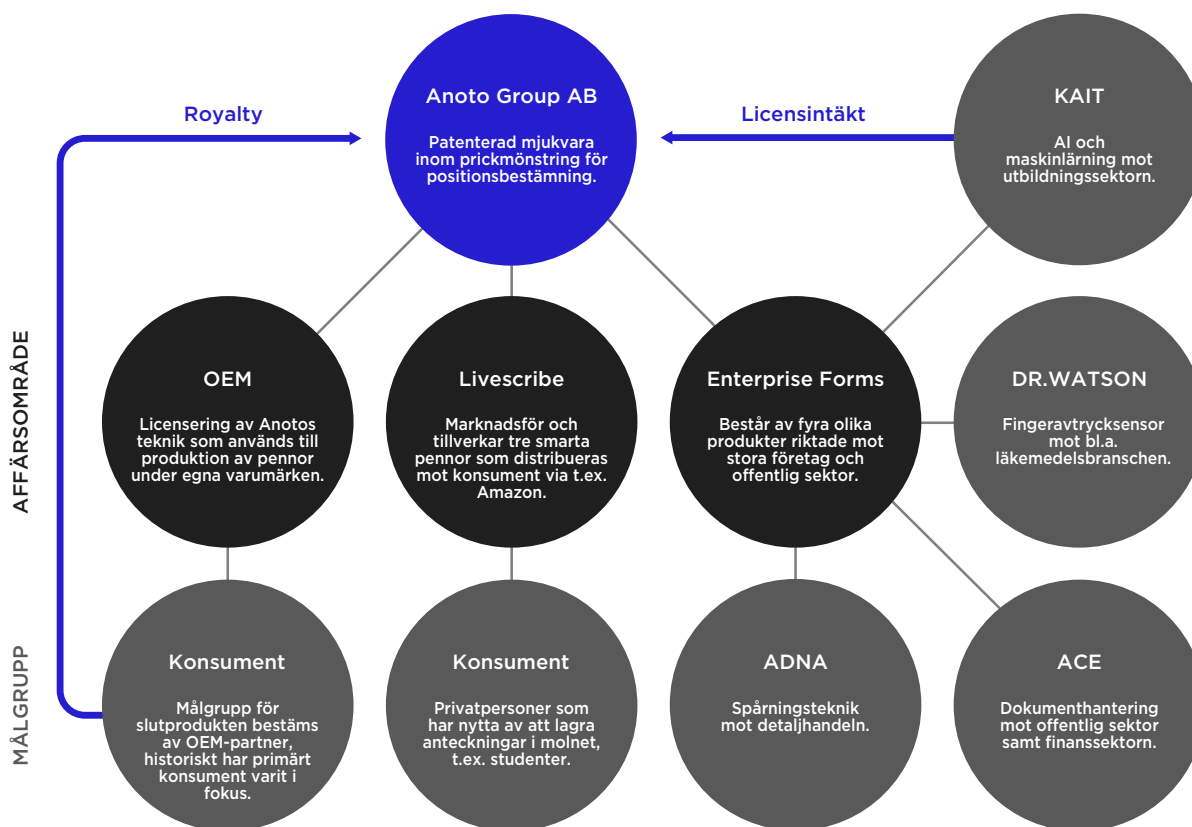 Royalty
Anoto Group AB
Patenterad mjukvara
inom prickmönstring för
positionsbestämning.
Licensintäkt
KAIT
AI och
maskinlärning mot
utbildningssektorn.
AFFÄRSOMRÅDE
OEM
Licensering av Anotos
teknik som används till
produktion av pennor
under egna varumärken.
Livescribe
Marknadsför och
tillverkar tre smarta
pennor som distribueras
mot konsument via t.ex.
Amazon.
Enterprise Forms
Består av fyra olika
produkter riktade mot
stora företag och
offentlig sektor.
DR.WATSON
Fingeravtrycksensor
mot bl.a.
läkemedelsbranschen.
MÅLGRUPP
Konsument
Målgrupp för
slutprodukten bestäms
av OEM-partner,
historiskt har primärt
konsument varit i
fokus.
Konsument
Privatpersoner som
har nytta av att lagra
anteckningar i molnet,
t.ex. studenter.
ADNA
Spårningsteknik
mot detaljhandeln.
ACE
Dokumenthantering
mot offentlig sektor
samt finanssektorn.